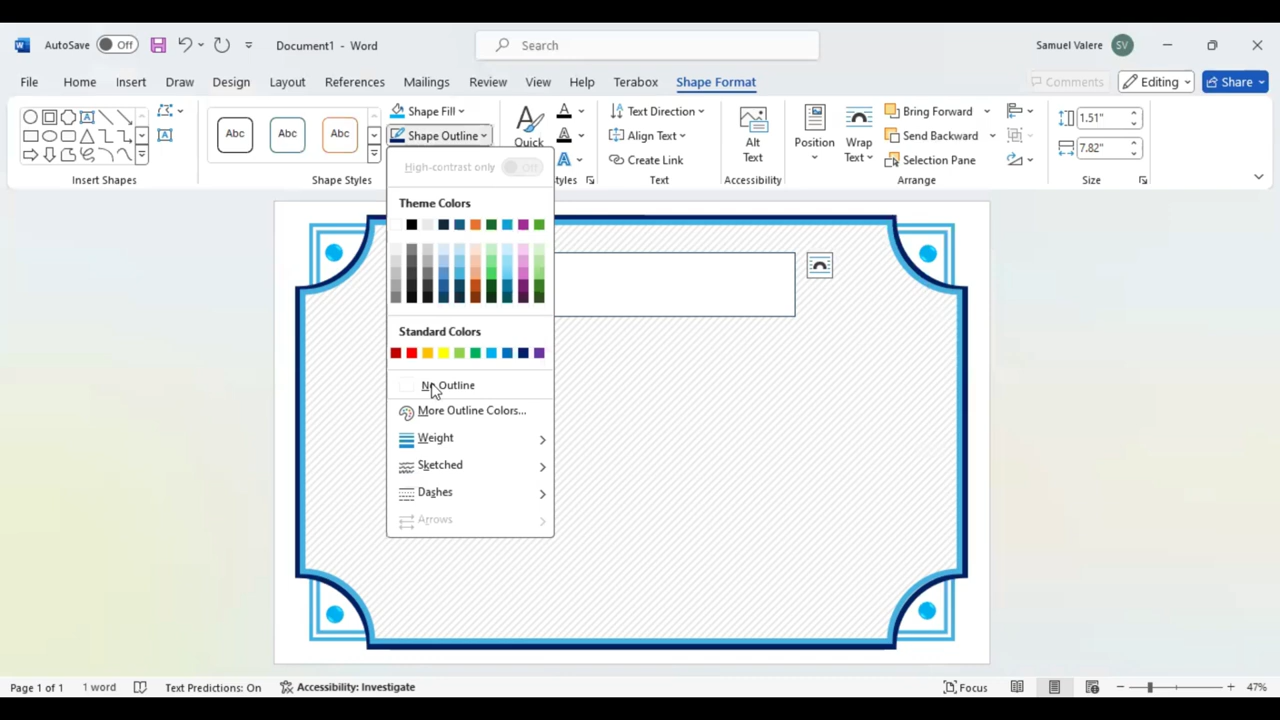 AutoSave Off Document1 - Word Search Samuel Valere SV
File Home Insert Draw Design Layout References Mailings Review View Help Terabox Shape Format Comments Editing Share
Abc Abc Abc
Shape Fill
Shape Outline
Quick
Text Direction
Align Text
Create Link
Alt
Text
Position
Wrap
Text
Bring Forward
Send Backward
Selection Pane
1.51"
7.82"
Insert Shapes Shape Styles yles Text Accessibility Arrange Size
High-contrast only Off
Theme Colors
Standard Colors
No Outline
More Outline Colors...
Weight
Sketched
Dashes
Arrows
Page 1 of 1 1 word Text Predictions: On Accessibility: Investigate Focus 47%